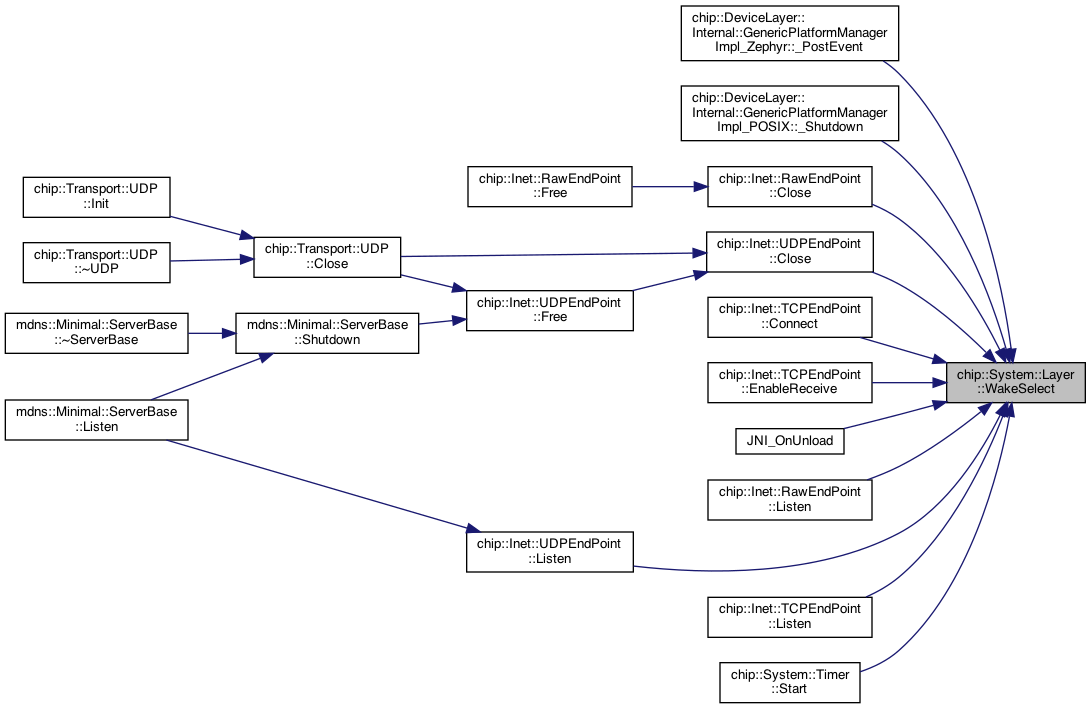 chip::DeviceLayer::
Internal::GenericPlatformManager
Impl_Zephyr::_PostEvent
chip::DeviceLayer::
Internal::GenericPlatformManager
Impl_POSIX::_Shutdown
chip::Inet::RawEndPoint
::Free
chip::Inet::RawEndPoint
::Close
chip::Transport::UDP
::Init
chip::Transport::UDP
::~UDP
chip::Transport::UDP
::Close
chip::Inet::UDPEndPoint
::Close
chip::Inet::UDPEndPoint
::Free
mdns::Minimal::ServerBase
::~ServerBase
mdns::Minimal::ServerBase
::Shutdown
chip::Inet::TCPEndPoint
::Connect
chip::Inet::TCPEndPoint
::EnableReceive
chip::System::Layer
::WakeSelect
mdns::Minimal::ServerBase
::Listen
JNI_OnUnload
chip::Inet::RawEndPoint
::Listen
chip::Inet::UDPEndPoint
::Listen
chip::Inet::TCPEndPoint
::Listen
chip::System::Timer
::Start